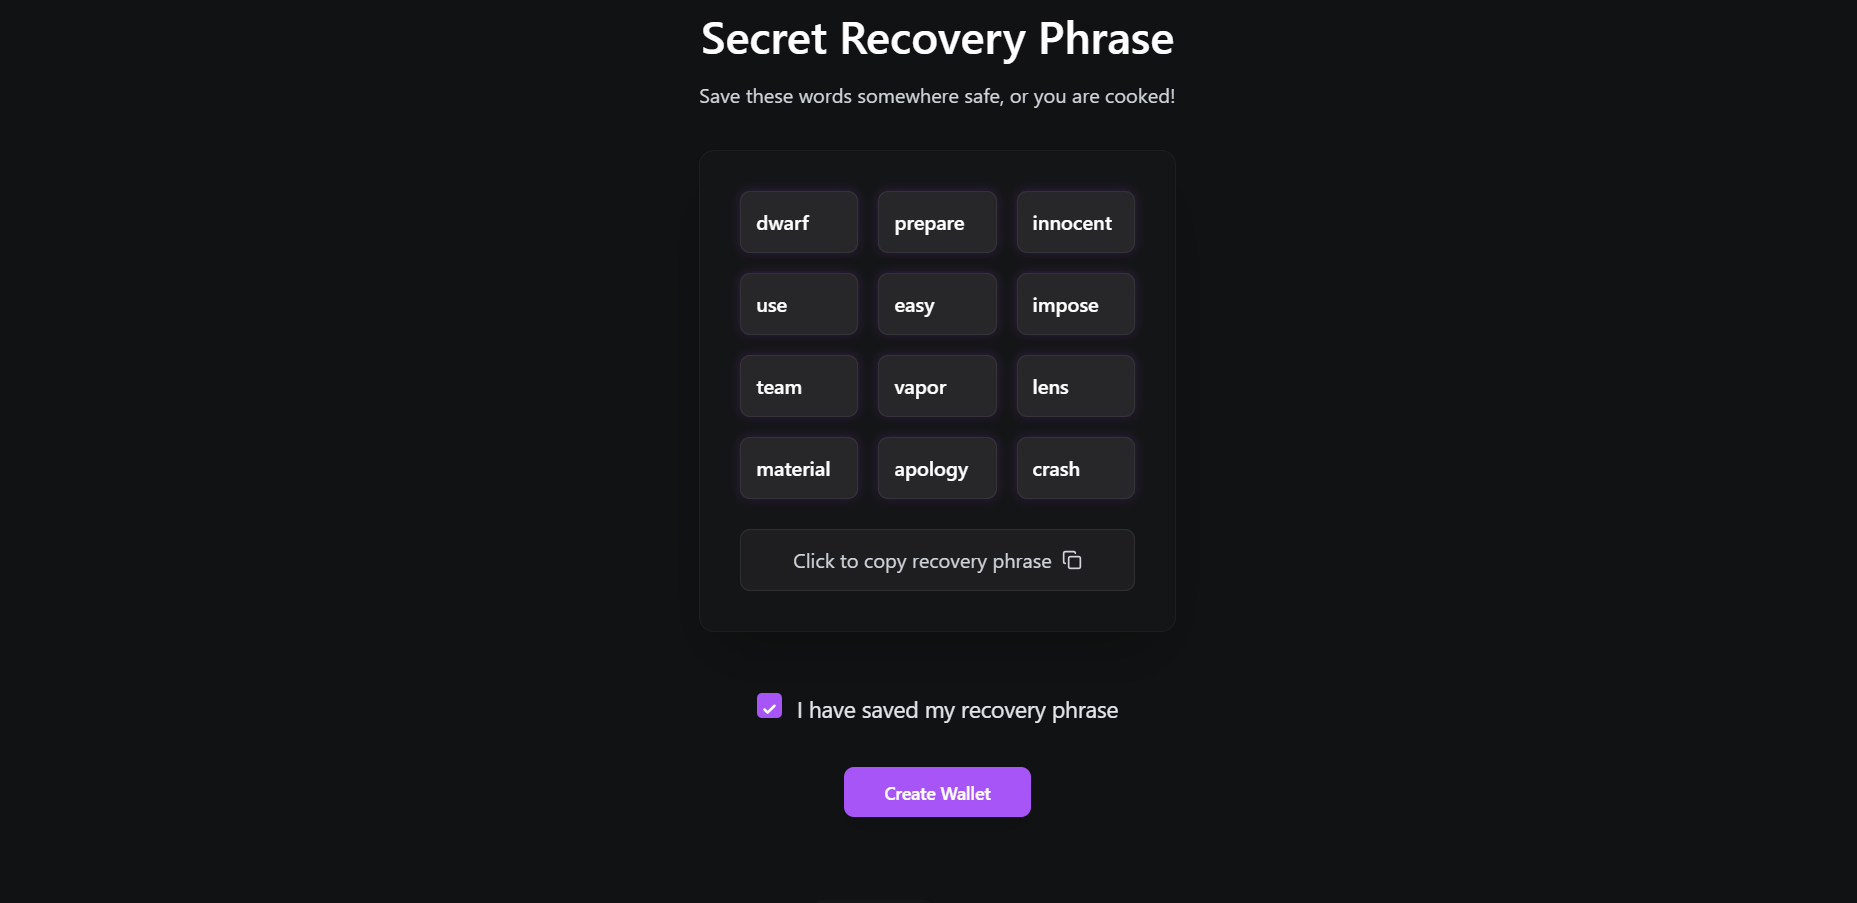 Secret Recovery Phrase
Save these words somewhere safe, or you are cooked!
dwarf prepare innocent
use easy impose
team vapor lens
material apology crash
Click to copy recovery phrase
I have saved my recovery phrase
Create Wallet